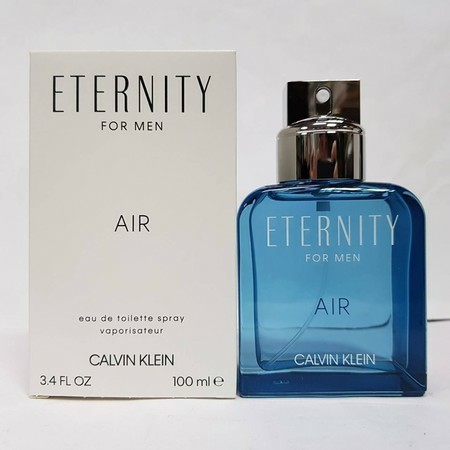 ETERNITY
FOR MEN
AIR
eau de toilette spray
vaporisateur
CALVIN KLEIN
3.4 FL OZ 100 ml ℮
ETERNITY
FOR MEN
AIR
CALVIN KLEIN